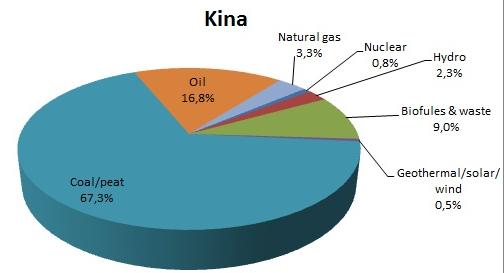 Kina
Natural gas
3,3%
Nuclear
0,8%
Hydro
2,3%
Oil
16,8%
Biofules & waste
9,0%
Geothermal/solar/
wind
0,5%
Coal/peat
67,3%